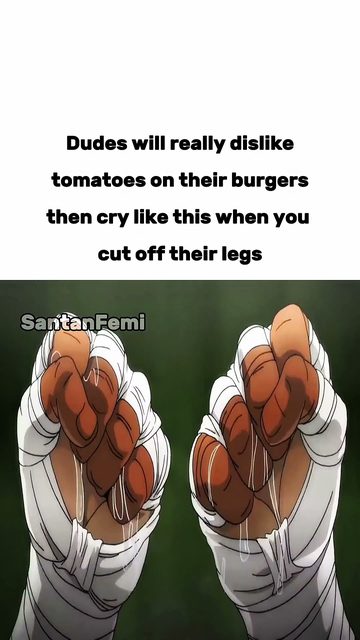 Dudes will really dislike
tomatoes on their burgers
then cry like this when you
cut off their legs
SantanFemi